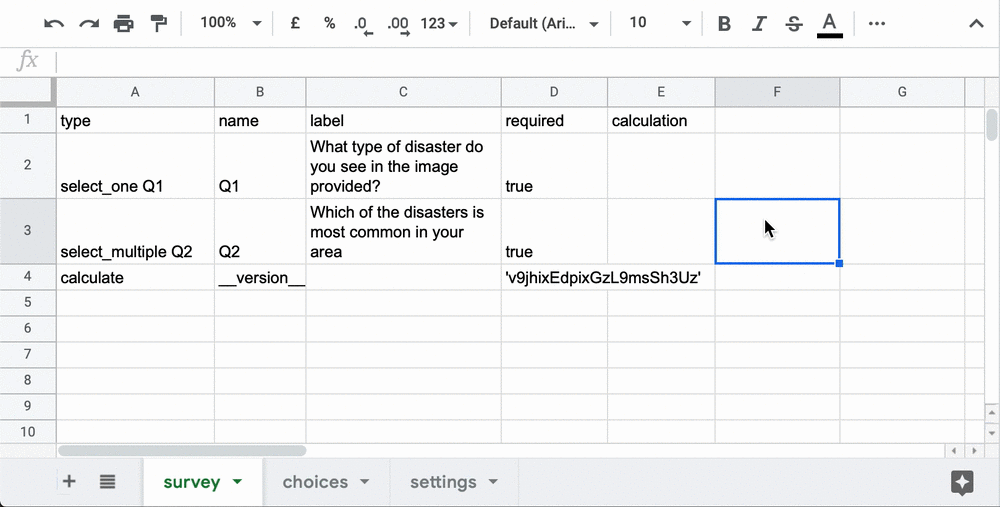 100% £ % .0 .00 123 Default (Ari... 10 B I S A
fx
A B C D E F G
1 type name label required calculation
2 select_one Q1 Q1 What type of disaster do
you see in the image
provided? true
3 select_multiple Q2 Q2 Which of the disasters is
most common in your
area true
4 calculate __version__ 'v9jhixEdpixGzL9msSh3Uz'
5
6
7
8
9
10
+ survey choices settings